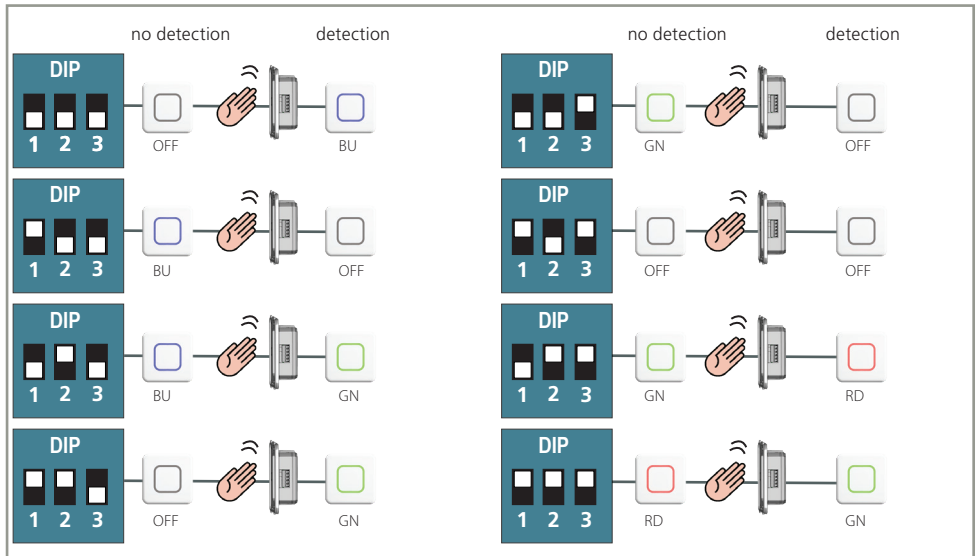 no detection detection
DIP
1 2 3
OFF
BU
DIP
1 2 3
BU
OFF
DIP
1 2 3
BU
GN
DIP
1 2 3
OFF
GN
no detection detection
DIP
1 2 3
GN
OFF
DIP
1 2 3
OFF
OFF
DIP
1 2 3
GN
RD
DIP
1 2 3
RD
GN